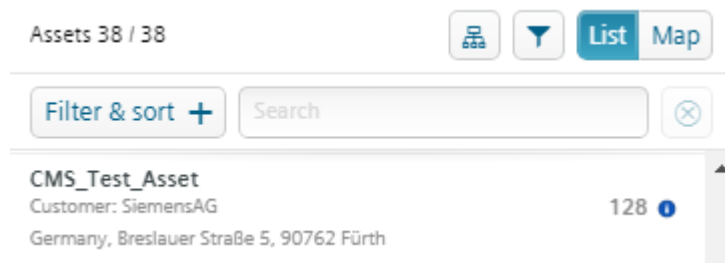 Assets 38 / 38
List Map
Filter & sort +
Search
CMS_Test_Asset
Customer: SiemensAG
128
Germany, Breslauer Straße 5, 90762 Fürth